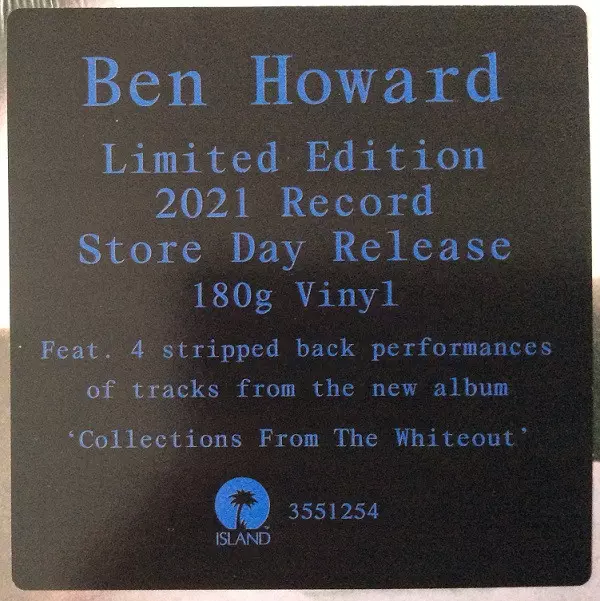 Ben Howard
Limited Edition
2021 Record
Store Day Release
180g Vinyl
Feat. 4 stripped back performances
of tracks from the new album
‘Collections From The Whiteout’
ISLAND
3551254